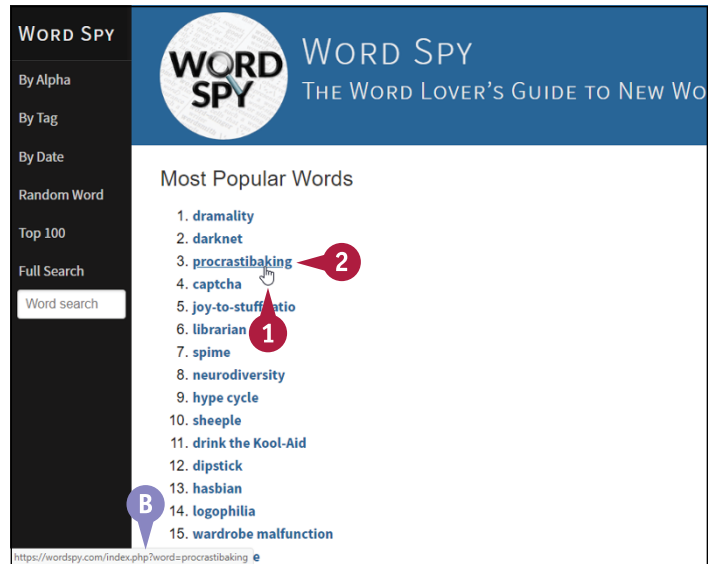 WORD SPY
By Alpha
By Tag
By Date
Random Word
Top 100
Full Search
Word search
WORD
SPY
WORD SPY
THE WORD LOVER'S GUIDE TO NEW WO
Most Popular Words
1. dramality
2. darknet
3. procrastibaking
2
4. captcha
5. joy-to-stuff atio
1
6. librarian
7. spime
8. neurodiversity
9. hype cycle
10. sheeple
11. drink the Kool-Aid
12. dipstick
13. hasbian
B
14. logophilia
15. wardrobe malfunction
https://wordspy.com/index.php?word=procrastibaking e